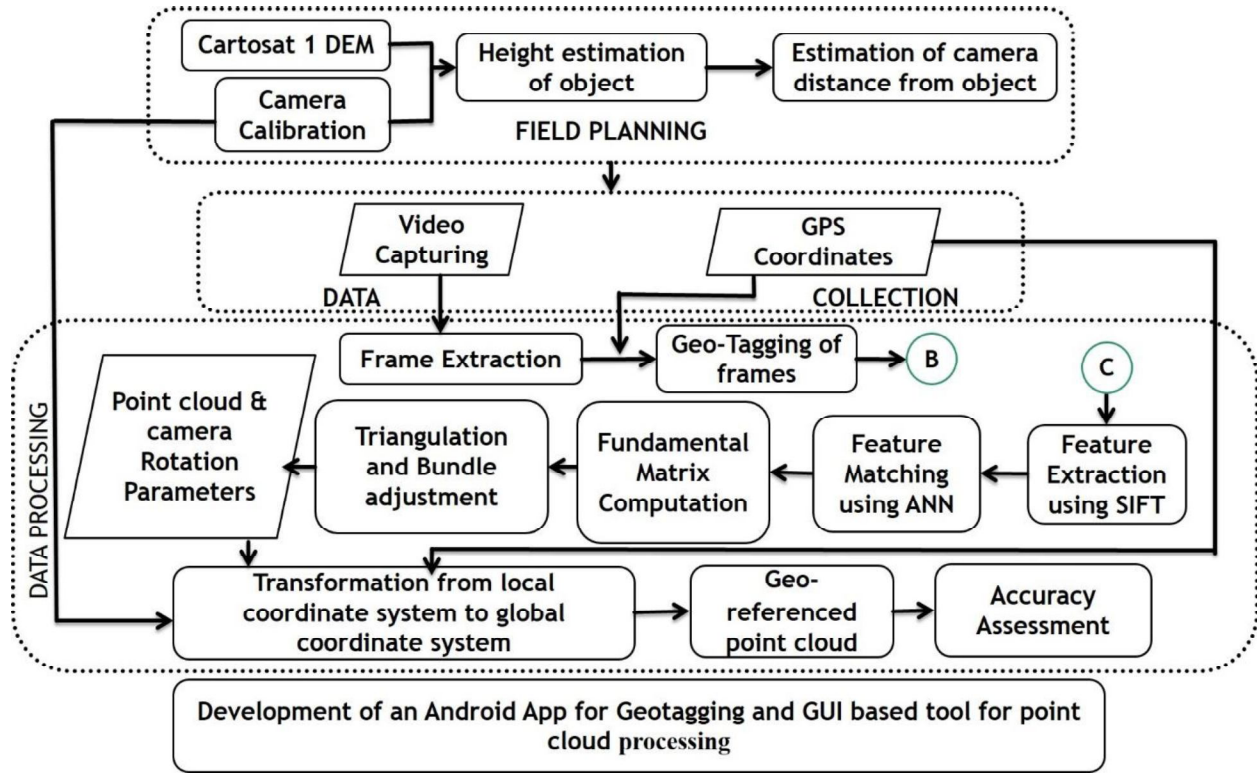 Cartosat 1 DEM
Camera
Calibration
Height estimation
of object
Estimation of camera
distance from object
FIELD PLANNING
Video
Capturing
GPS
Coordinates
DATA
COLLECTION
Frame Extraction
Geo-Tagging of
frames
B
C
DATA PROCESSING
Point cloud &
camera
Rotation
Parameters
Triangulation
and Bundle
adjustment
Fundamental
Matrix
Computation
Feature
Matching
using ANN
Feature
Extraction
using SIFT
Transformation from local
coordinate system to global
coordinate system
Geo-
referenced
point cloud
Accuracy
Assessment
Development of an Android App for Geotagging and GUI based tool for point
cloud processing